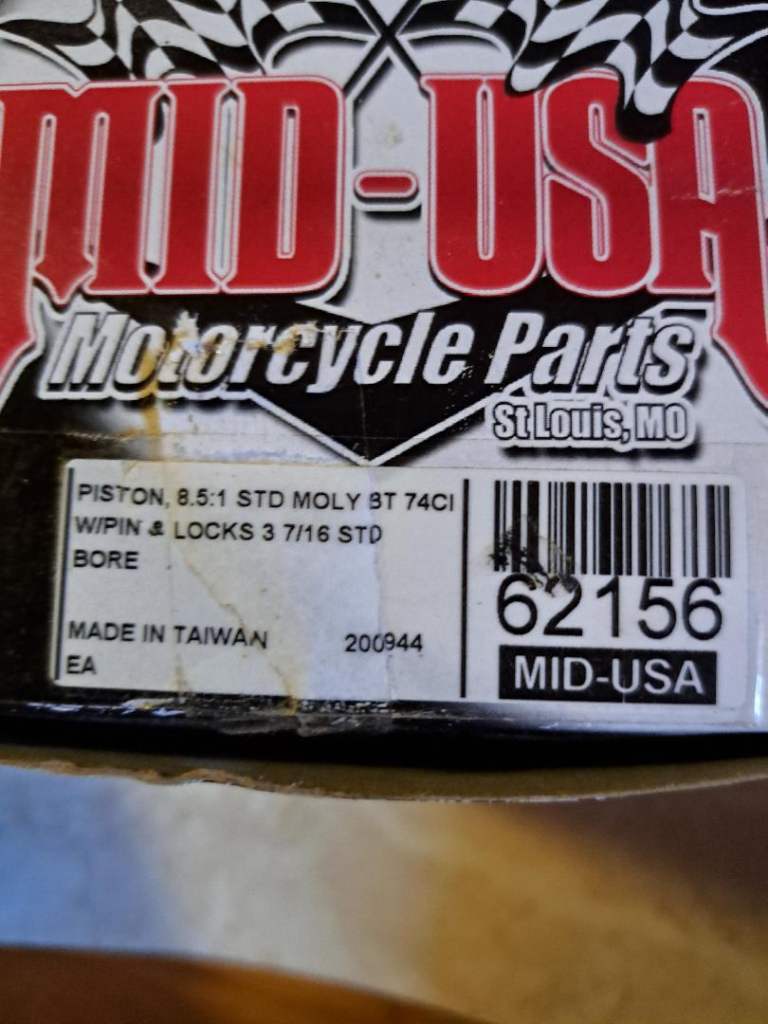 MID-USA
Motorcycle Parts
St Louis, MO
PISTON, 8.5:1 STD MOLY BT 74CI
W/PIN & LOCKS 3 7/16 STD
BORE
MADE IN TAIWAN 200944
EA
62156
MID-USA